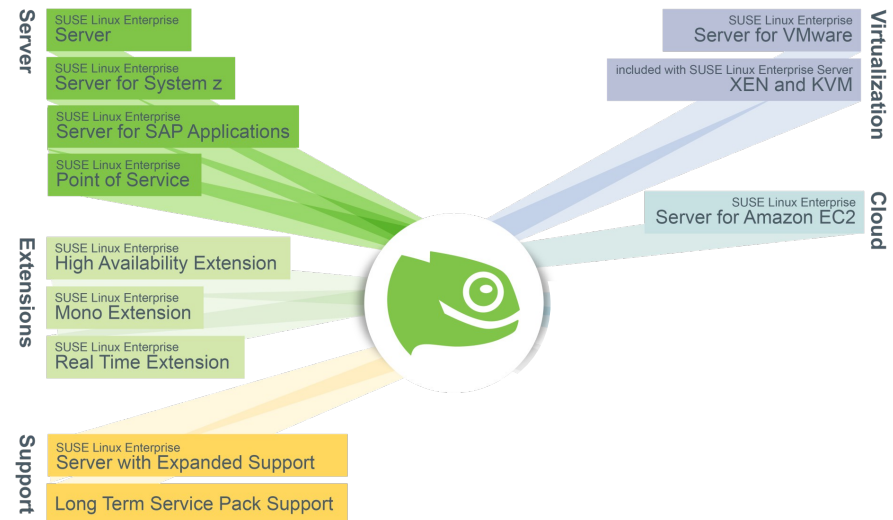 Server
SUSE Linux Enterprise
Server
SUSE Linux Enterprise
Server for System z
SUSE Linux Enterprise
Server for SAP Applications
SUSE Linux Enterprise
Point of Service
Extensions
SUSE Linux Enterprise
High Availability Extension
SUSE Linux Enterprise
Mono Extension
SUSE Linux Enterprise
Real Time Extension
Support
SUSE Linux Enterprise
Server with Expanded Support
Long Term Service Pack Support
Virtualization
SUSE Linux Enterprise
Server for VMware
included with SUSE Linux Enterprise Server
XEN and KVM
Cloud
SUSE Linux Enterprise
Server for Amazon EC2